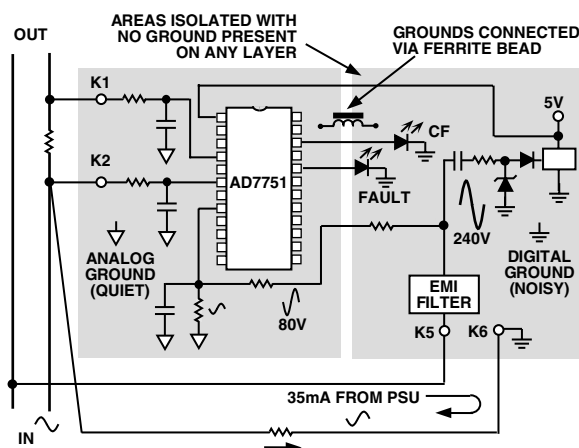 OUT
AREAS ISOLATED WITH
NO GROUND PRESENT
ON ANY LAYER
GROUNDS CONNECTED
VIA FERRITE BEAD
K1
5V
CF
K2
AD7751
FAULT
240V
ANALOG
GROUND
(QUIET)
DIGITAL
GROUND
(NOISY)
EMI
FILTER
80V
K5
K6
35mA FROM PSU
IN